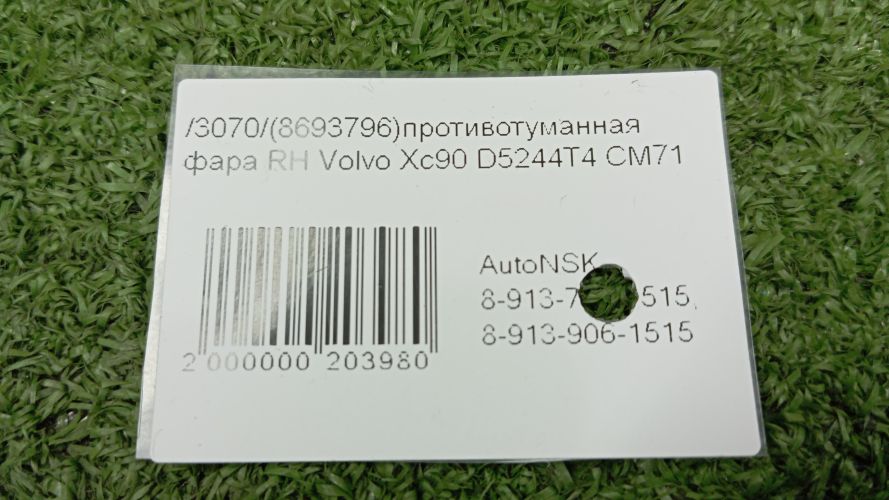 /3070/(8693796)противотуманная
фара RH Volvo Xc90 D5244T4 CM71
AutoNSK
8-913-906-1515
2 000000 203980